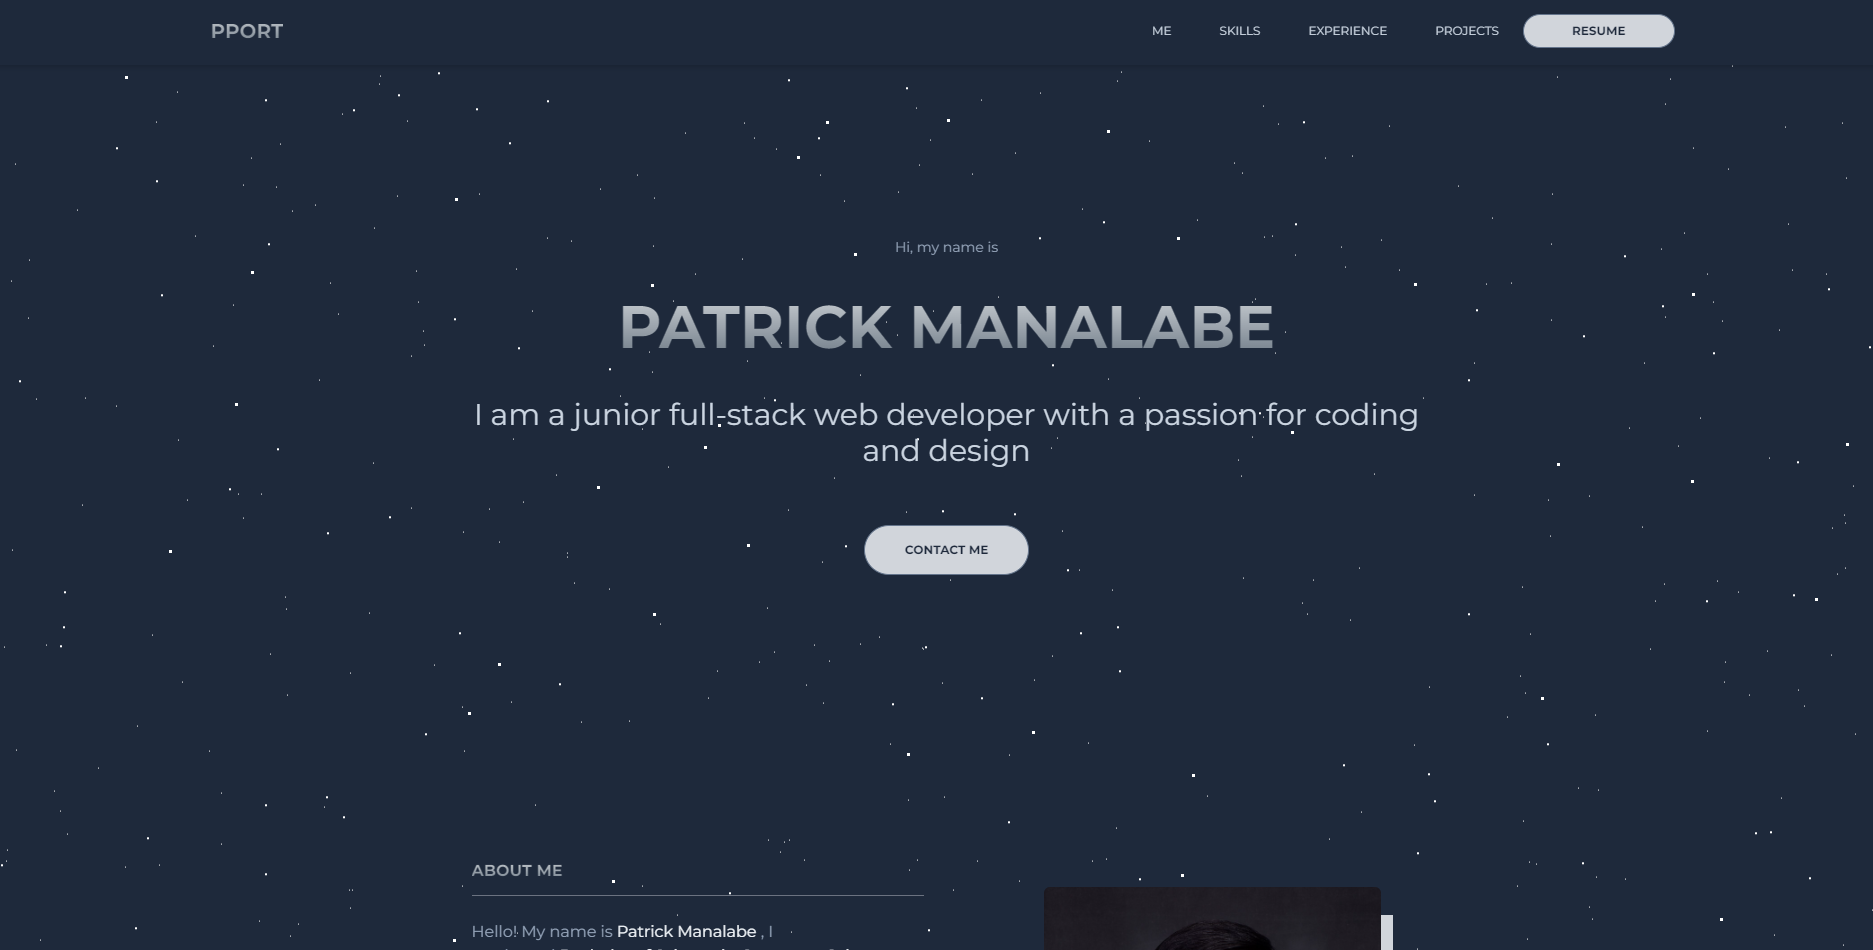 PPORT
ME SKILLS EXPERIENCE PROJECTS RESUME
Hi, my name is
PATRICK MANALABE
I am a junior full-stack web developer with a passion for coding
and design
CONTACT ME
ABOUT ME
Hello! My name is Patrick Manalabe , I